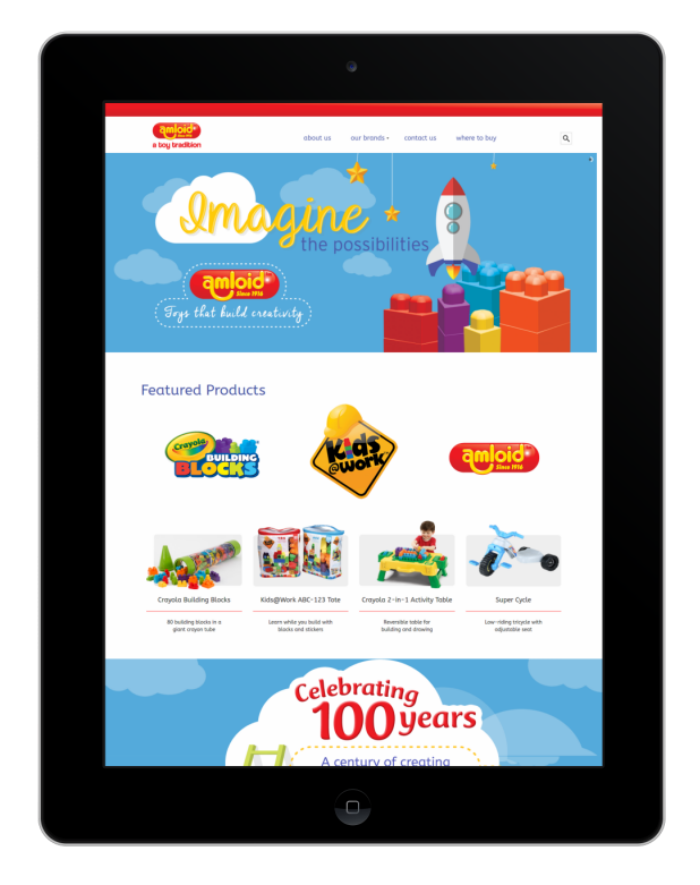 amloid
Since 1916
a toy tradition
about us our brands contact us where to buy
Imagine
the possibilities
amloid
Since 1916
Toys that build creativity
Featured Products
Crayola
BUILDING
BLOCKS
Kids
@work
amloid
Since 1916
Crayola Building Blocks Kids@Work ABC-123 Tote Crayola 2-in-1 Activity Table Super Cycle
80 building blocks in a Learn while you build with Reversible table for Low-riding tricycle with
giant crayon tube blocks and stickers building and drawing adjustable seat
Celebrating
100 years
A century of creating